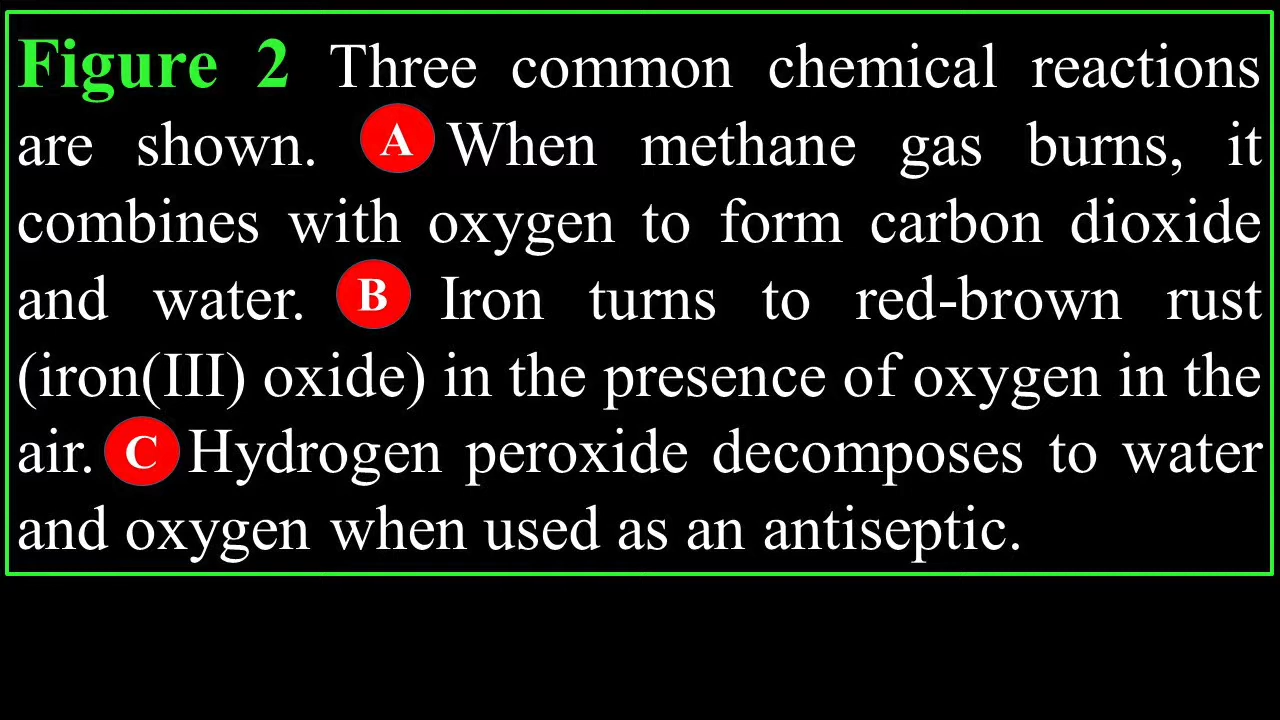 Figure 2 Three common chemical reactions
are shown. A When methane gas burns, it
combines with oxygen to form carbon dioxide
and water. B Iron turns to red-brown rust
(iron(III) oxide) in the presence of oxygen in the
air. C Hydrogen peroxide decomposes to water
and oxygen when used as an antiseptic.